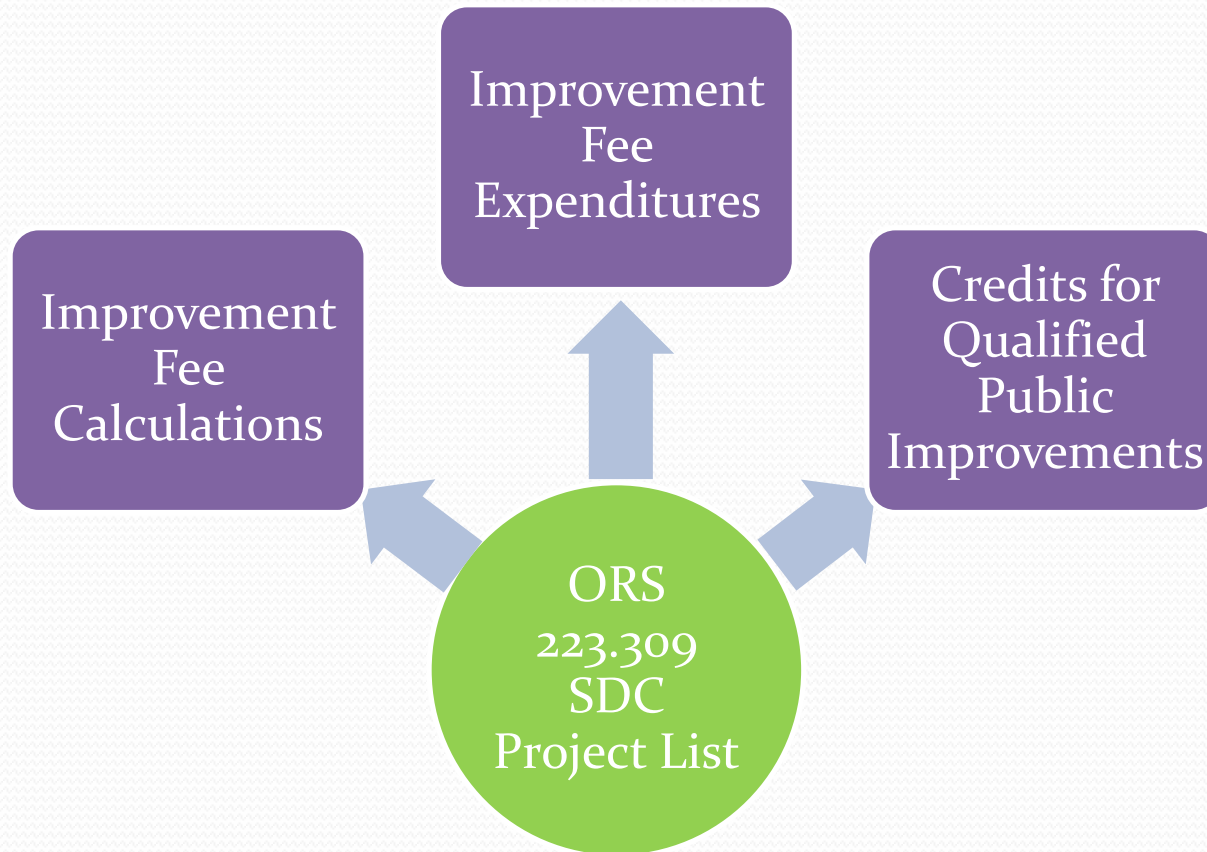 Improvement
Fee
Expenditures
Improvement
Fee
Calculations
Credits for
Qualified
Public
Improvements
ORS
223.309
SDC
Project List